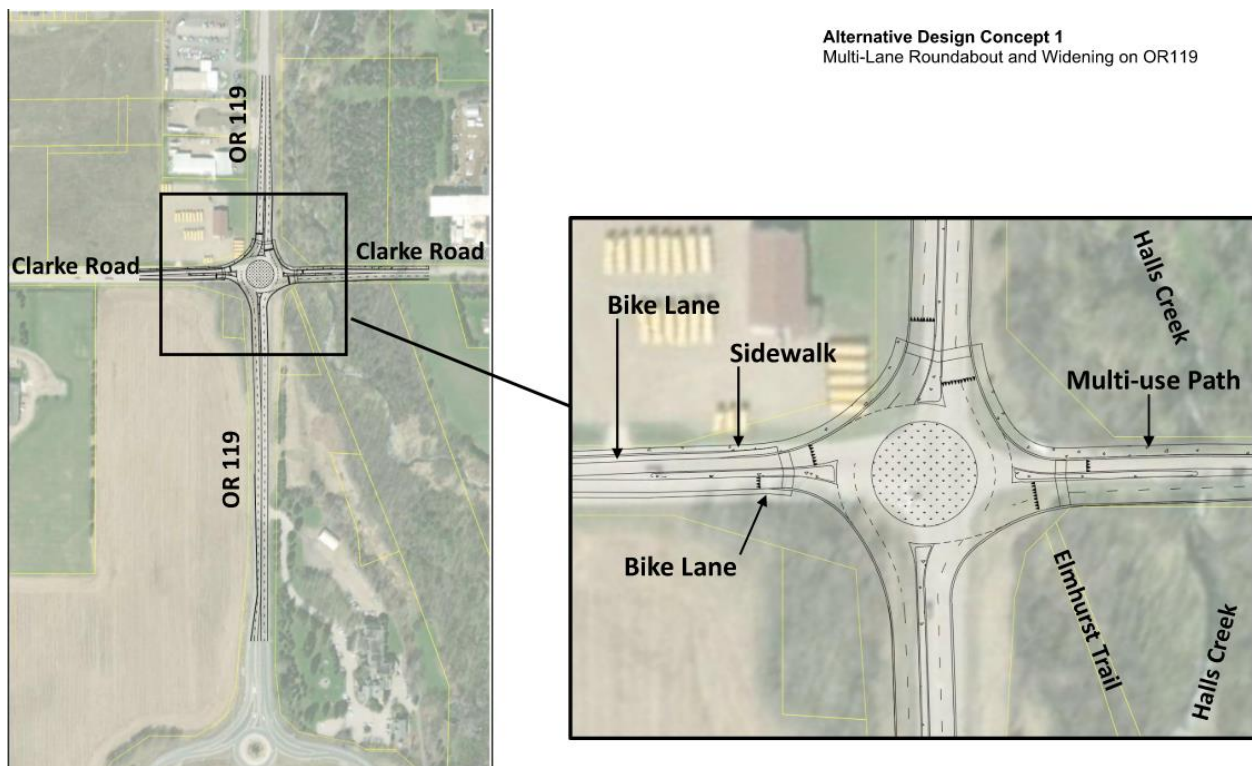 Alternative Design Concept 1
Multi-Lane Roundabout and Widening on OR119
OR 119
Clarke Road
Clarke Road
OR 119
Bike Lane
Sidewalk
Multi-use Path
Halls Creek
Bike Lane
Elmhurst Trail
Halls Creek